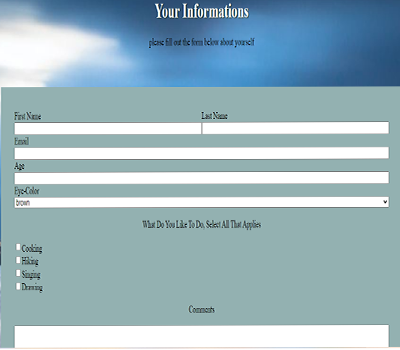 Your Informations
please fill out the form below about yourself
First Name Last Name
Email
Age
Eye-Color
brown
What Do You Like To Do, Select All That Applies
Cooking
Hiking
Singing
Drawing
Comments